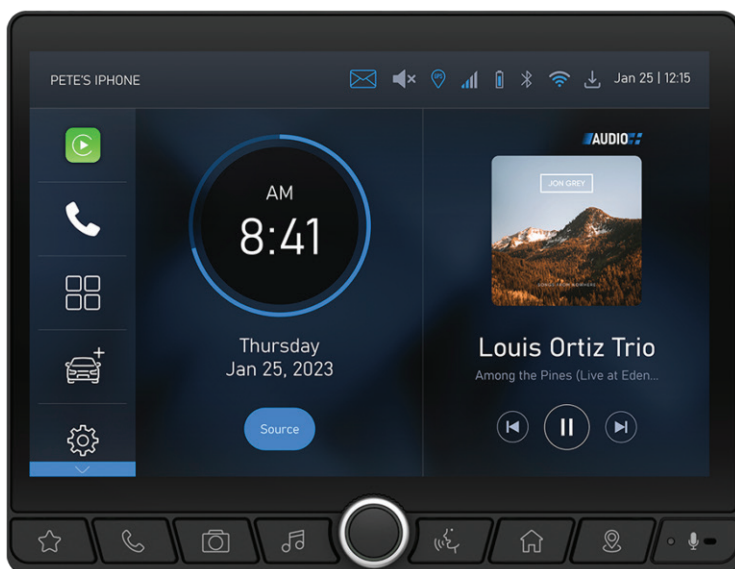 PETE'S IPHONE
GPS
Jan 25 | 12:15
AM
8:41
Thursday
Jan 25, 2023
Source
AUDIO
JON GREY
Louis Ortiz Trio
Among the Pines (Live at Eden...